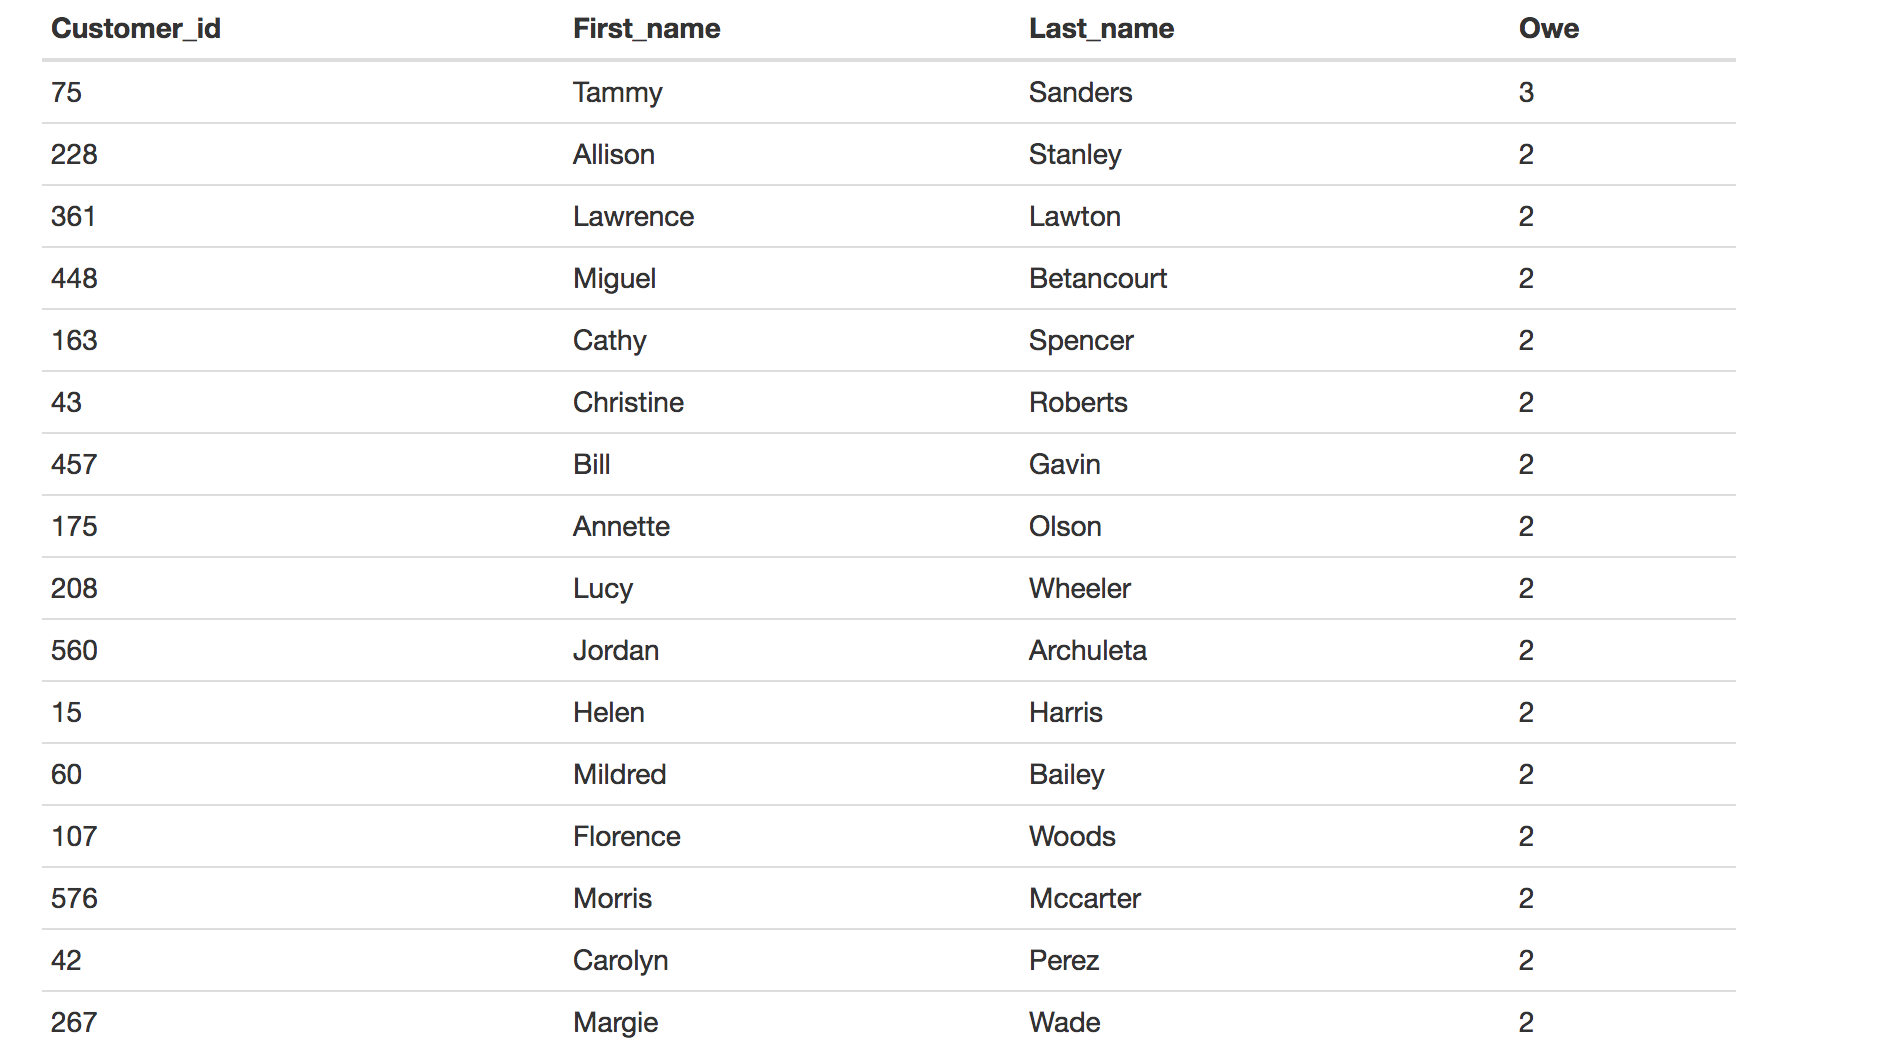 Customer_id First_name Last_name Owe
75 Tammy Sanders 3
228 Allison Stanley 2
361 Lawrence Lawton 2
448 Miguel Betancourt 2
163 Cathy Spencer 2
43 Christine Roberts 2
457 Bill Gavin 2
175 Annette Olson 2
208 Lucy Wheeler 2
560 Jordan Archuleta 2
15 Helen Harris 2
60 Mildred Bailey 2
107 Florence Woods 2
576 Morris Mccarter 2
42 Carolyn Perez 2
267 Margie Wade 2